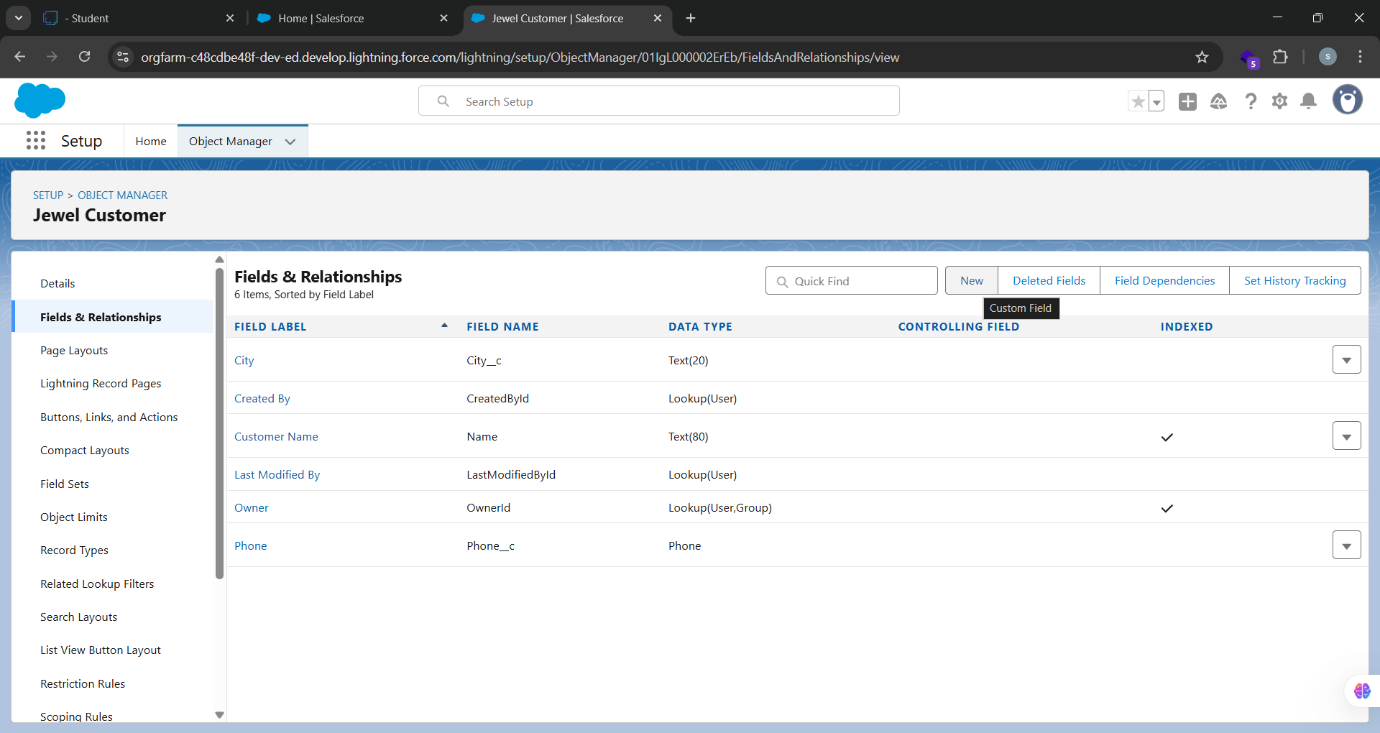 - Student
Home | Salesforce
Jewel Customer | Salesforce
orgfarm-c48cdbe48f-dev-ed.develop.lightning.force.com/lightning/setup/ObjectManager/01IgL000002ErEb/FieldsAndRelationships/view
5
S
Search Setup
Setup
Home
Object Manager
SETUP > OBJECT MANAGER
Jewel Customer
Details
Fields & Relationships
Page Layouts
Lightning Record Pages
Buttons, Links, and Actions
Compact Layouts
Field Sets
Object Limits
Record Types
Related Lookup Filters
Search Layouts
List View Button Layout
Restriction Rules
Scoping Rules
Fields & Relationships
6 Items, Sorted by Field Label
Quick Find
New
Deleted Fields
Field Dependencies
Set History Tracking
Custom Field
FIELD LABEL FIELD NAME DATA TYPE CONTROLLING FIELD INDEXED
City City__c Text(20)
Created By CreatedById Lookup(User)
Customer Name Name Text(80)
Last Modified By LastModifiedById Lookup(User)
Owner OwnerId Lookup(User,Group)
Phone Phone__c Phone